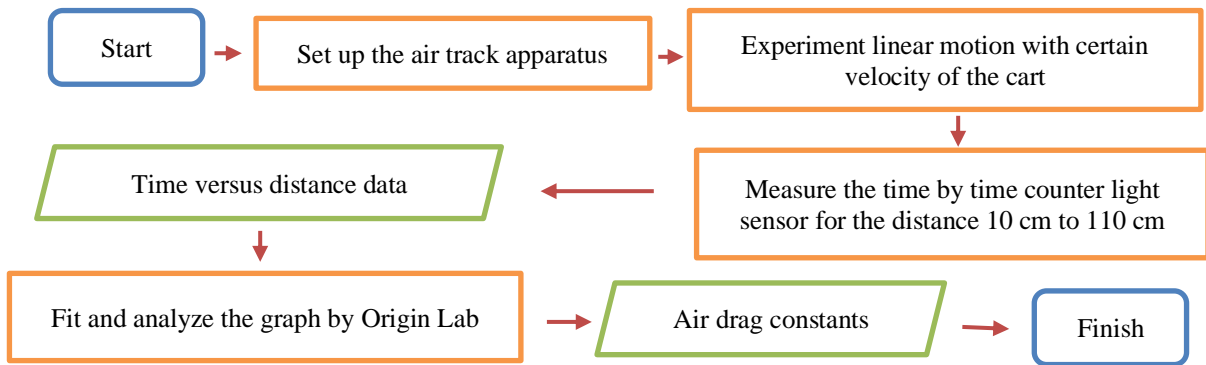 Start
Set up the air track apparatus
Experiment linear motion with certain
velocity of the cart
Measure the time by time counter light
sensor for the distance 10 cm to 110 cm
Time versus distance data
Fit and analyze the graph by Origin Lab
Air drag constants
Finish